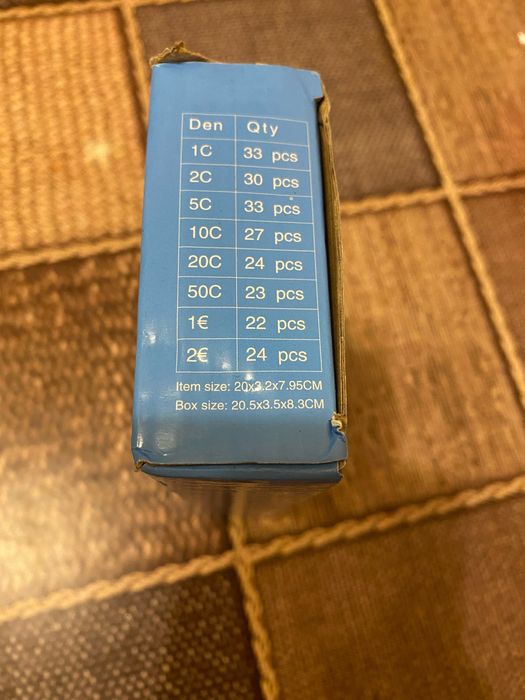 Den Qty
1C 33 pcs
2C 30 pcs
5C 33 pcs
10C 27 pcs
20C 24 pcs
50C 23 pcs
1€ 22 pcs
2€ 24 pcs
Item size: 20x3.2x7.95CM
Box size: 20.5x3.5x8.3CM